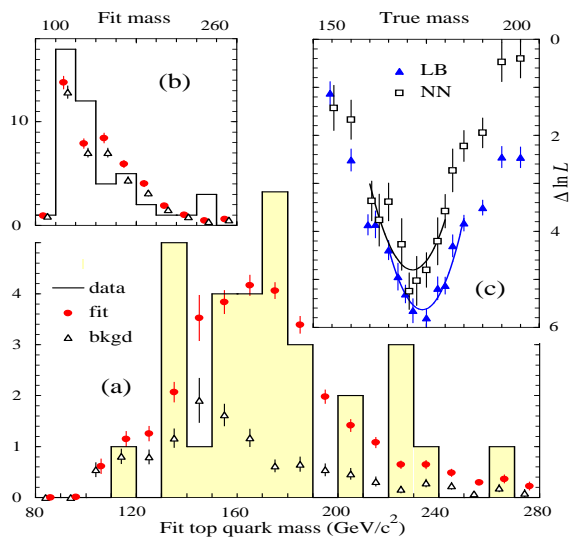 Fit mass
100 260
True mass
150 200
(b)
10
0
LB
NN
0
2
4
6
Δ ln L
(c)
data
fit
bkgd
(a)
5
4
3
2
1
0
80 120 160 200 240 280
Fit top quark mass (GeV/c²)